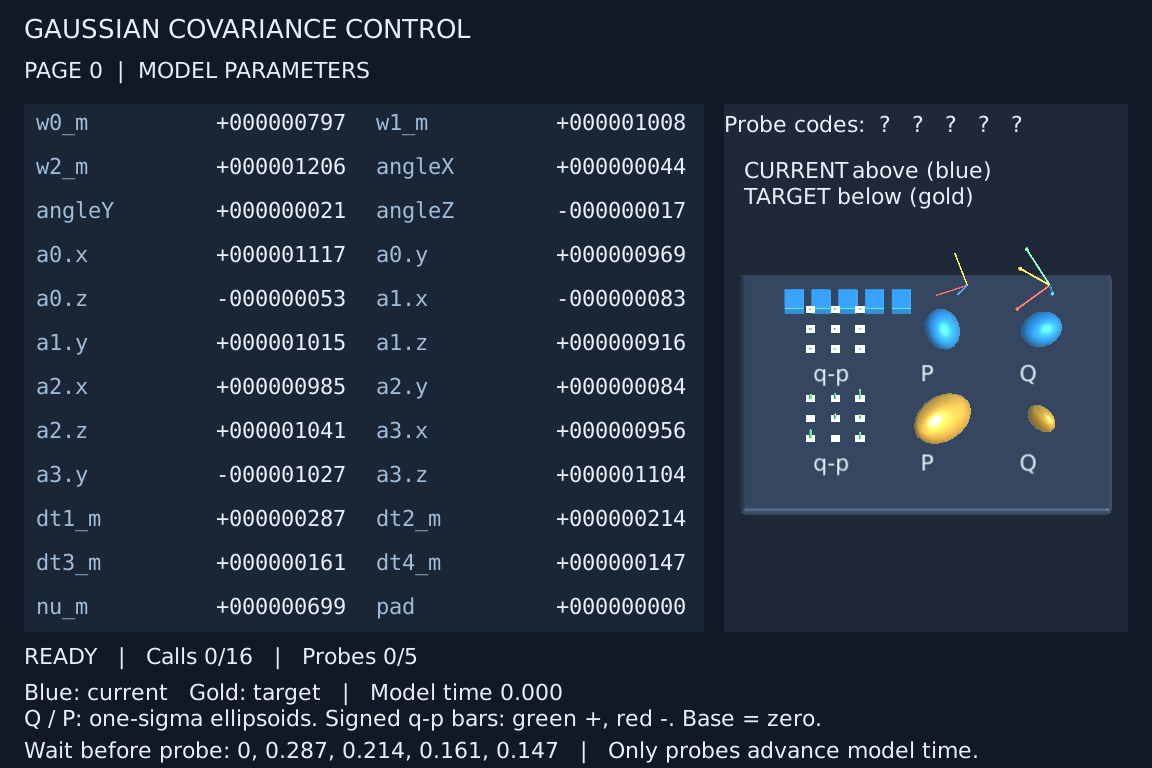 GAUSSIAN COVARIANCE CONTROL
PAGE 0 | MODEL PARAMETERS
w0_m +000000797 w1_m +000001008
w2_m +000001206 angleX +000000044
angleY +000000021 angleZ -000000017
a0.x +000001117 a0.y +000000969
a0.z -000000053 a1.x -000000083
a1.y +000001015 a1.z +000000916
a2.x +000000985 a2.y +000000084
a2.z +000001041 a3.x +000000956
a3.y -000001027 a3.z +000001104
dt1_m +000000287 dt2_m +000000214
dt3_m +000000161 dt4_m +000000147
nu_m +000000699 pad +000000000
Probe codes: ? ? ? ? ?
CURRENT above (blue)
TARGET below (gold)
q-p P Q
q-p P Q
READY | Calls 0/16 | Probes 0/5
Blue: current Gold: target | Model time 0.000
Q / P: one-sigma ellipsoids. Signed q-p bars: green +, red -. Base = zero.
Wait before probe: 0, 0.287, 0.214, 0.161, 0.147 | Only probes advance model time.